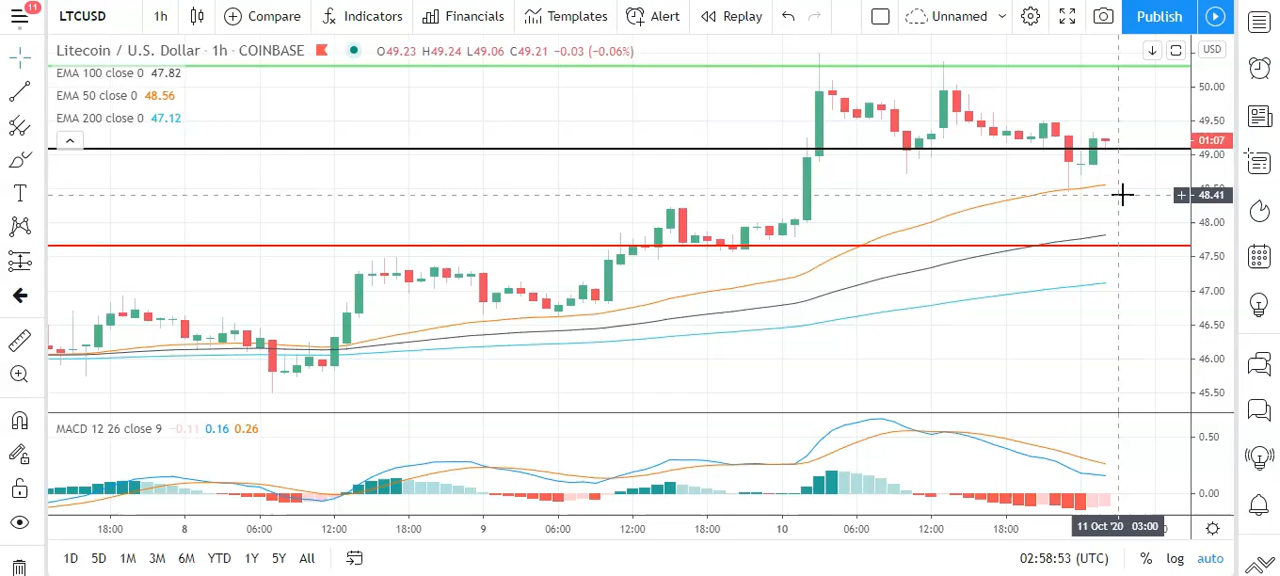 11
LTCUSD 1h Compare Indicators Financials Templates Alert Replay Unnamed Publish
Litecoin / U.S. Dollar · 1h · COINBASE O49.23 H49.24 L49.06 C49.21 −0.03 (−0.06%) USD
EMA 100 close 0 47.82
EMA 50 close 0 48.56
EMA 200 close 0 47.12
50.00
49.50
01:07
49.00
48.41
48.00
47.50
47.00
46.50
46.00
45.50
MACD 12 26 close 9 −0.11 0.16 0.26
0.50
0.00
18:00 8 06:00 12:00 18:00 9 06:00 12:00 18:00 10 06:00 12:00 18:00 11 Oct '20 03:00
1D 5D 1M 3M 6M YTD 1Y 5Y All 02:58:53 (UTC) % log auto